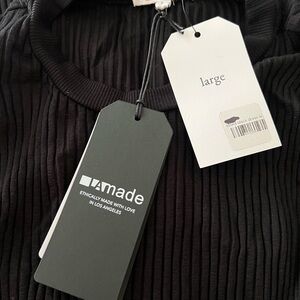 large
LAmade
ETHICALLY MADE WITH LOVE
IN LOS ANGELES